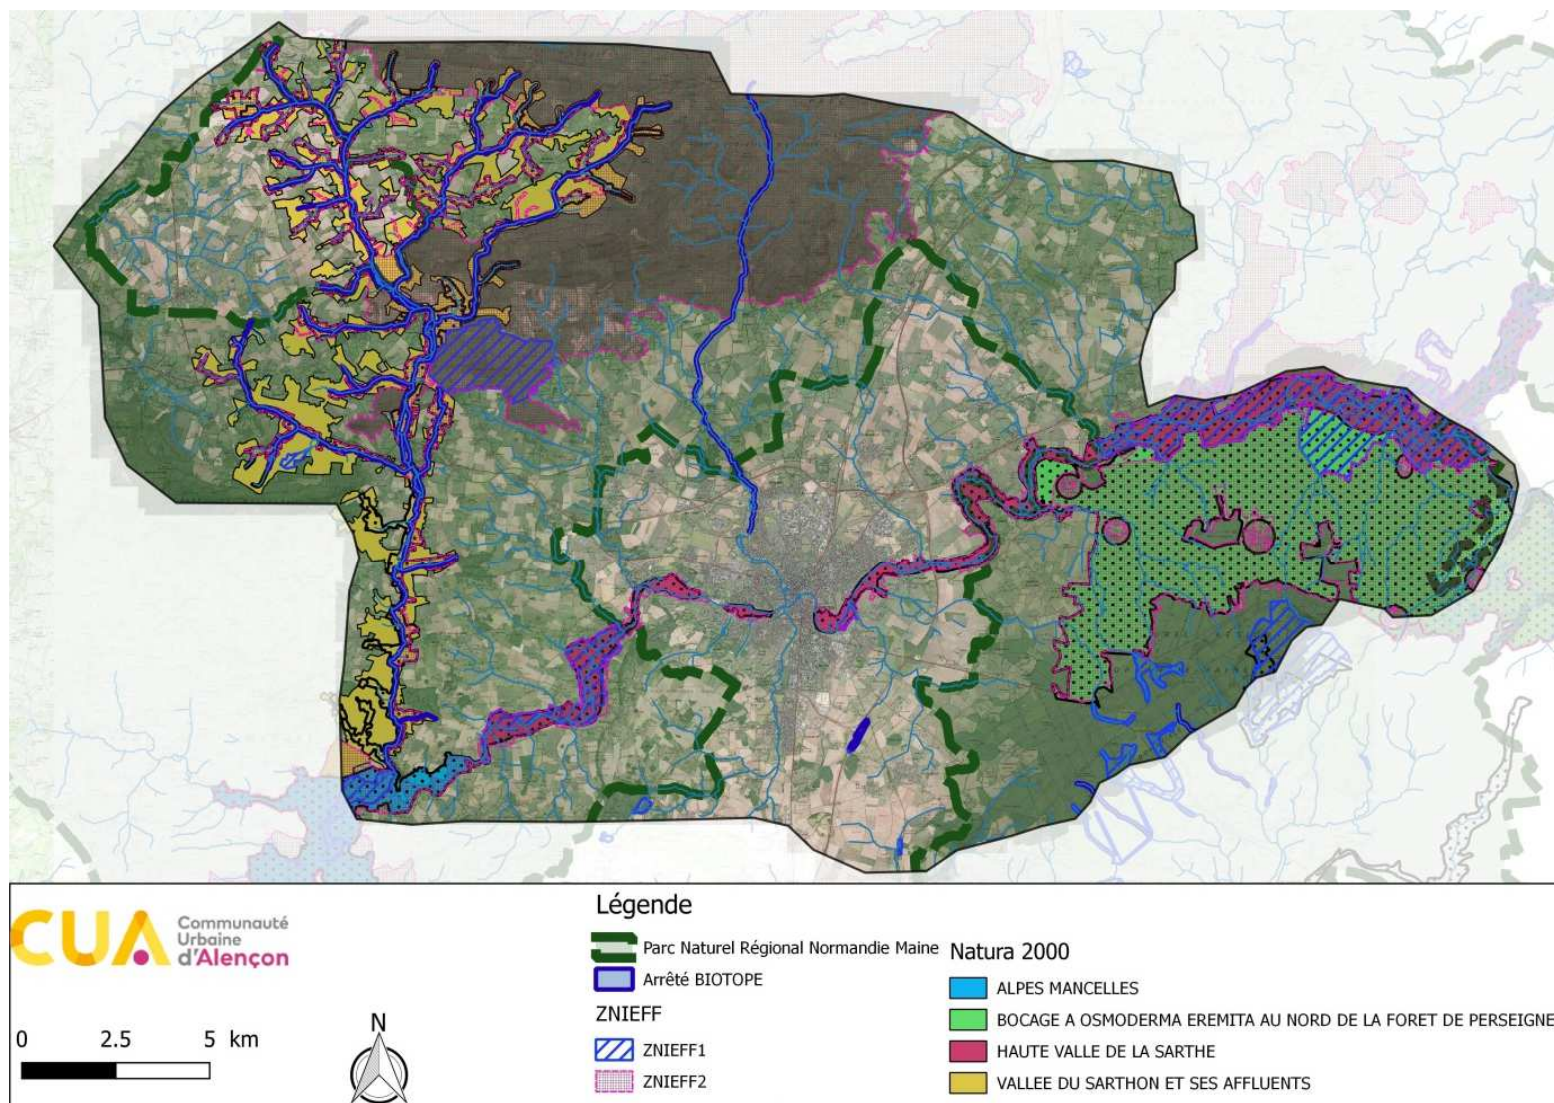 CUA
Communauté
Urbaine
d'Alençon
0 2.5 5 km
N
Légende
Parc Naturel Régional Normandie Maine
Arrêté BIOTOPE
ZNIEFF
ZNIEFF1
ZNIEFF2
Natura 2000
ALPES MANCELLES
BOCAGE A OSMODERMA EREMITA AU NORD DE LA FORET DE PERSEIGNE
HAUTE VALLE DE LA SARTHE
VALLEE DU SARTHON ET SES AFFLUENTS